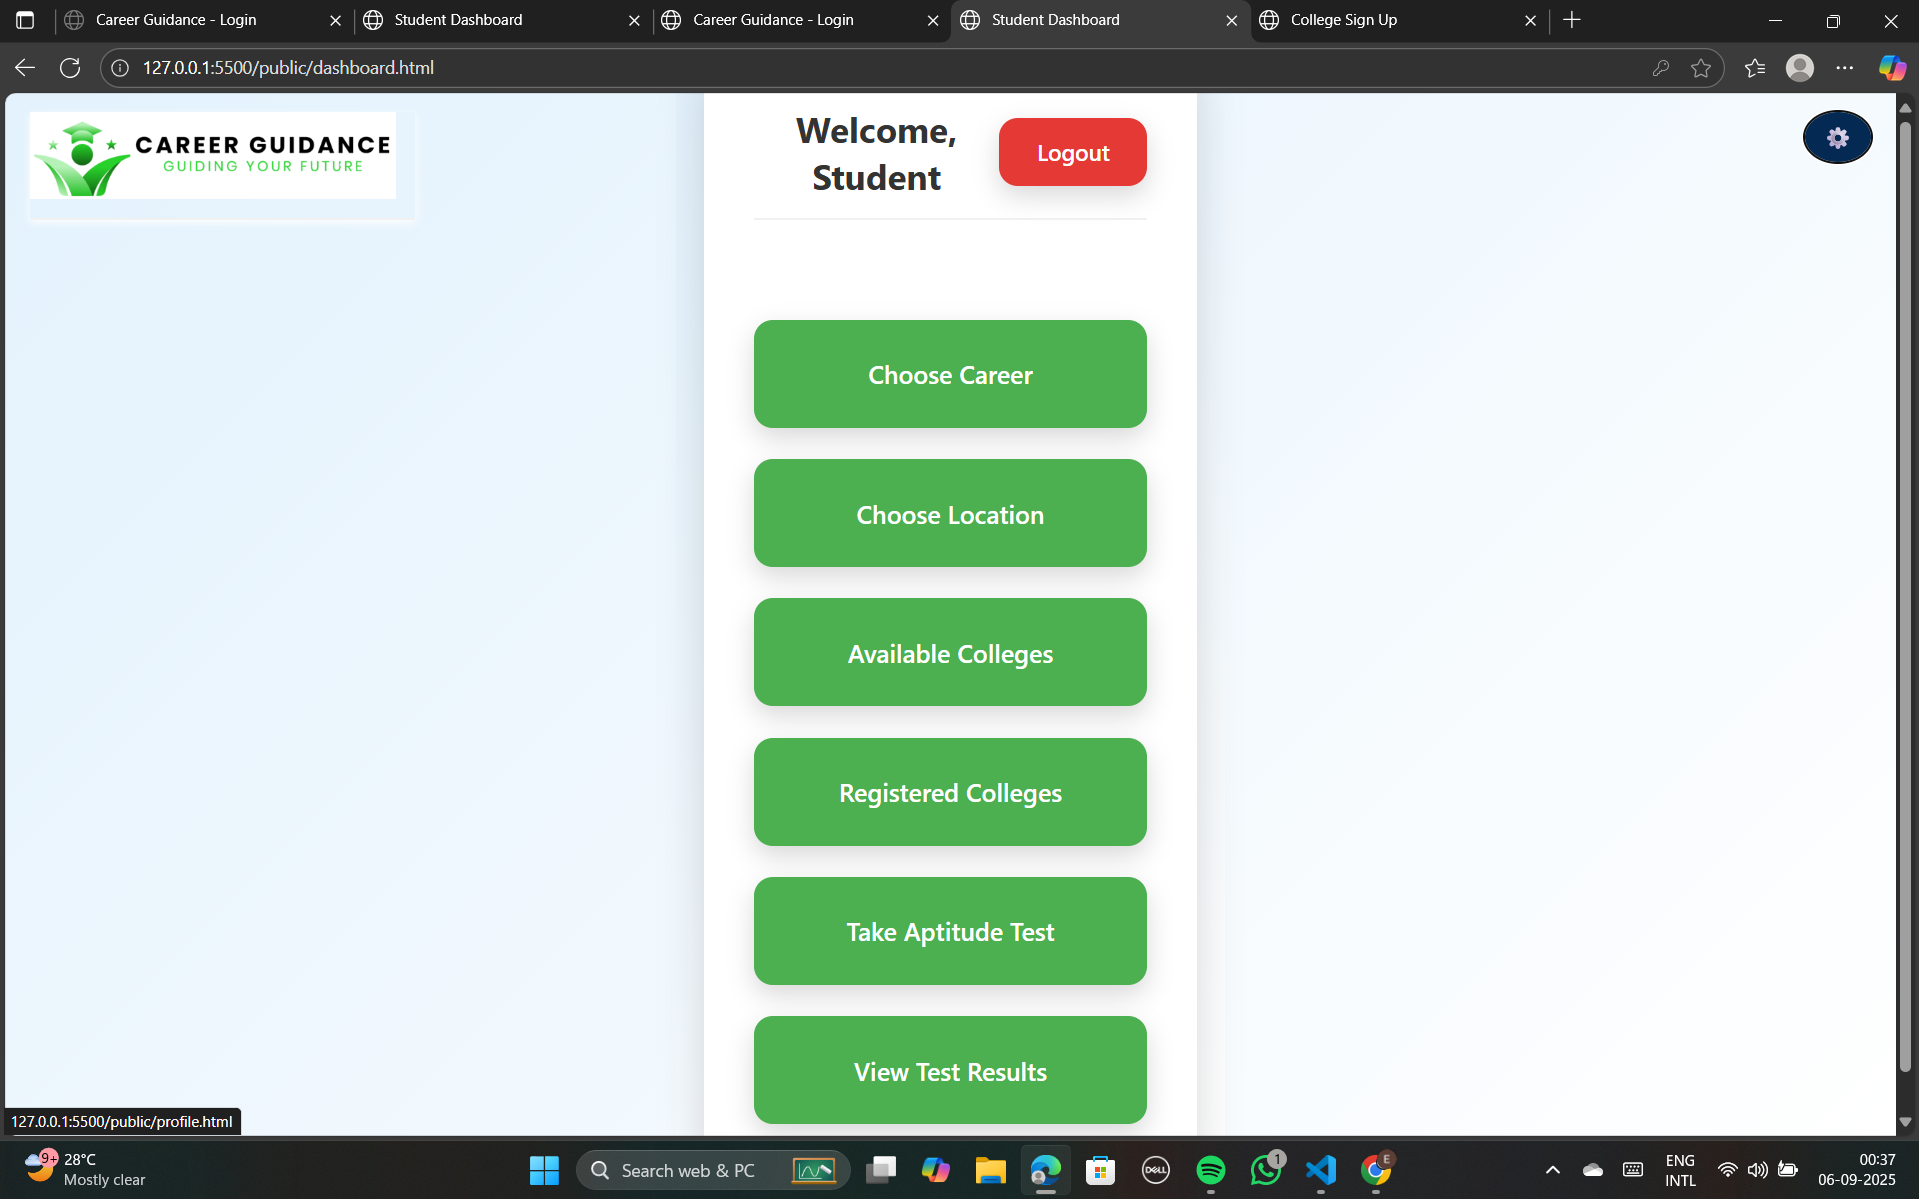 Career Guidance - Login
Student Dashboard
Career Guidance - Login
Student Dashboard
College Sign Up
127.0.0.1:5500/public/dashboard.html
CAREER GUIDANCE
GUIDING YOUR FUTURE
Welcome,
Student
Logout
Choose Career
Choose Location
Available Colleges
Registered Colleges
Take Aptitude Test
View Test Results
127.0.0.1:5500/public/profile.html
9+
28°C
Mostly clear
Search web & PC
DELL
1
E
ENG
INTL
00:37
06-09-2025